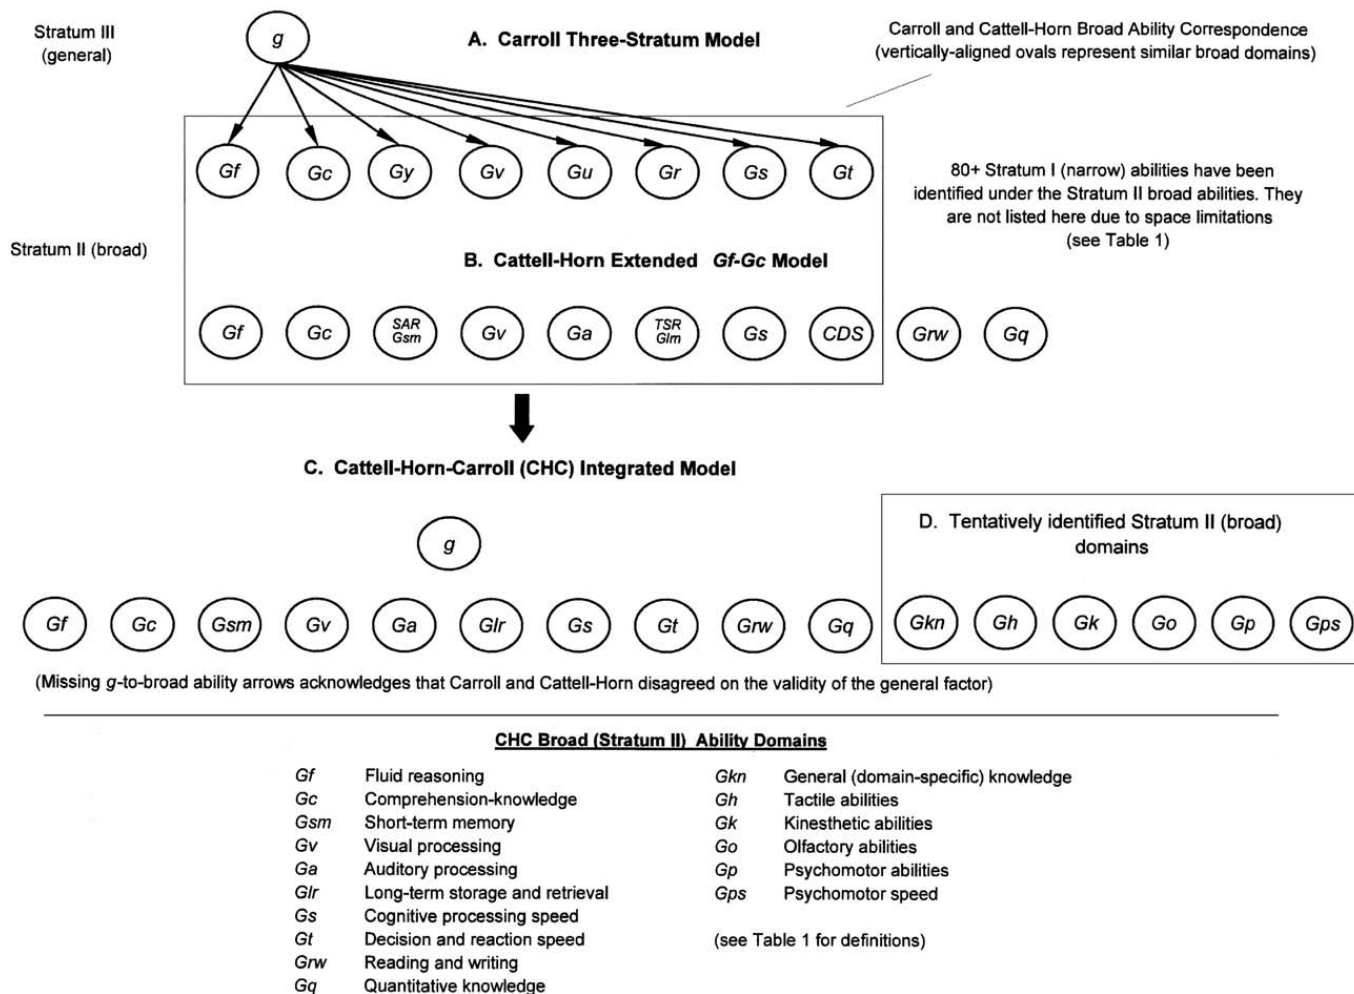 Stratum III
(general)
g
A. Carroll Three-Stratum Model
Carroll and Cattell-Horn Broad Ability Correspondence
(vertically-aligned ovals represent similar broad domains)
Gf Gc Gy Gv Gu Gr Gs Gt
80+ Stratum I (narrow) abilities have been
identified under the Stratum II broad abilities. They
are not listed here due to space limitations
(see Table 1)
Stratum II (broad)
B. Cattell-Horn Extended Gf-Gc Model
Gf Gc SAR Gsm Gv Ga TSR Glm Gs CDS Grw Gq
C. Cattell-Horn-Carroll (CHC) Integrated Model
g
D. Tentatively identified Stratum II (broad)
domains
Gf Gc Gsm Gv Ga Glr Gs Gt Grw Gq Gkn Gh Gk Go Gp Gps
(Missing g-to-broad ability arrows acknowledges that Carroll and Cattell-Horn disagreed on the validity of the general factor)
CHC Broad (Stratum II) Ability Domains
Gf Fluid reasoning
Gc Comprehension-knowledge
Gsm Short-term memory
Gv Visual processing
Ga Auditory processing
Glr Long-term storage and retrieval
Gs Cognitive processing speed
Gt Decision and reaction speed
Grw Reading and writing
Gq Quantitative knowledge
Gkn General (domain-specific) knowledge
Gh Tactile abilities
Gk Kinesthetic abilities
Go Olfactory abilities
Gp Psychomotor abilities
Gps Psychomotor speed
(see Table 1 for definitions)